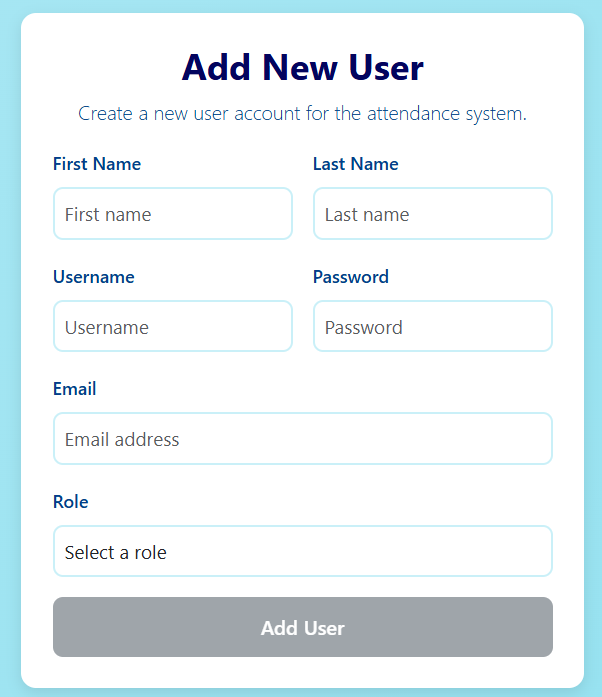 Add New User
Create a new user account for the attendance system.
First Name Last Name
First name Last name
Username Password
Username Password
Email
Email address
Role
Select a role
Add User